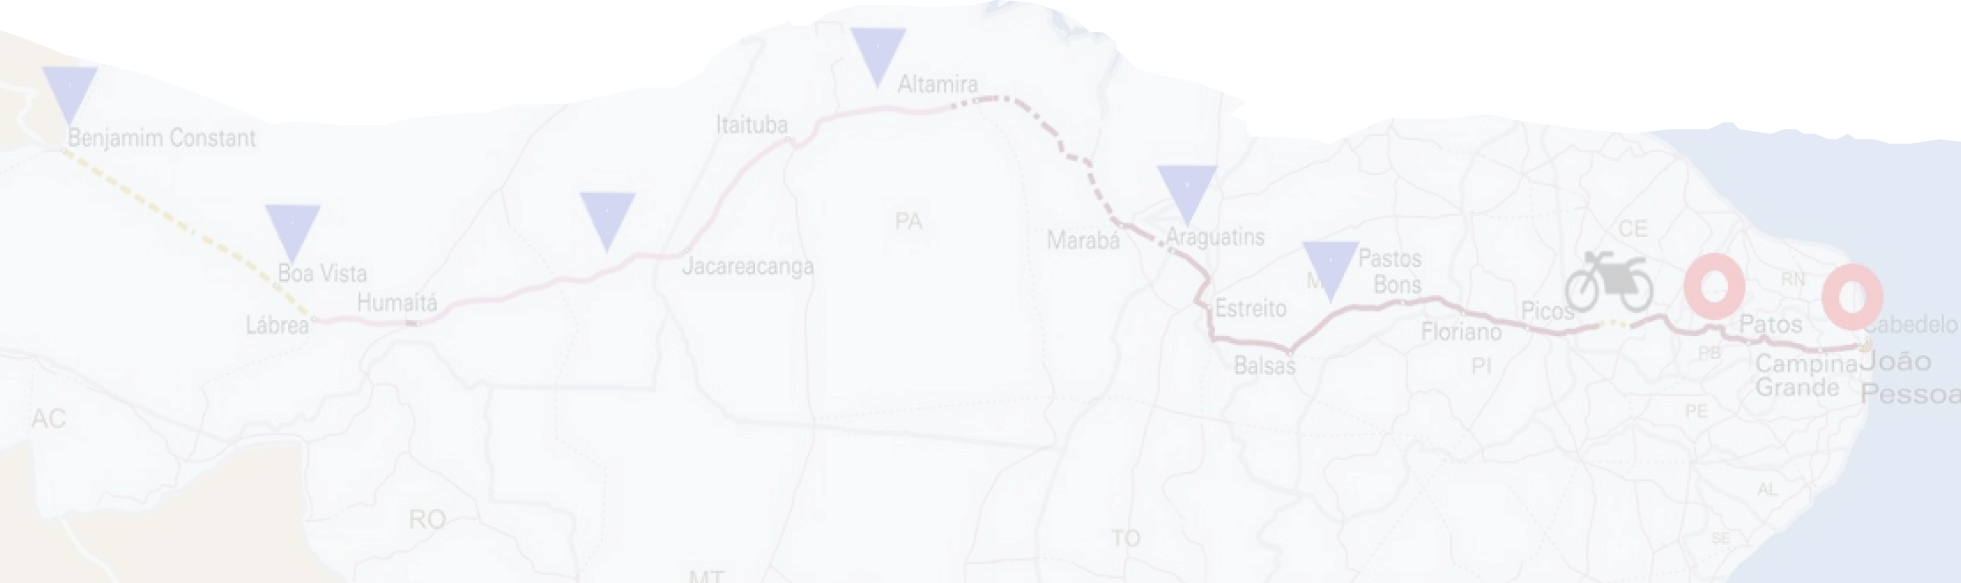 Altamira
Benjamim Constant
Itaituba
PA
CE
Marabá
Araguatins
Pastos
Bons
Boa Vista
Jacareacanga
M
RN
Humaitá
Lábrea
Estreito
Floriano
Picos
Patos
Cabedelo
Balsas
PI
PB
Campina
Grande
João
Pessoa
AC
PE
AL
RO
TO
SE
MT